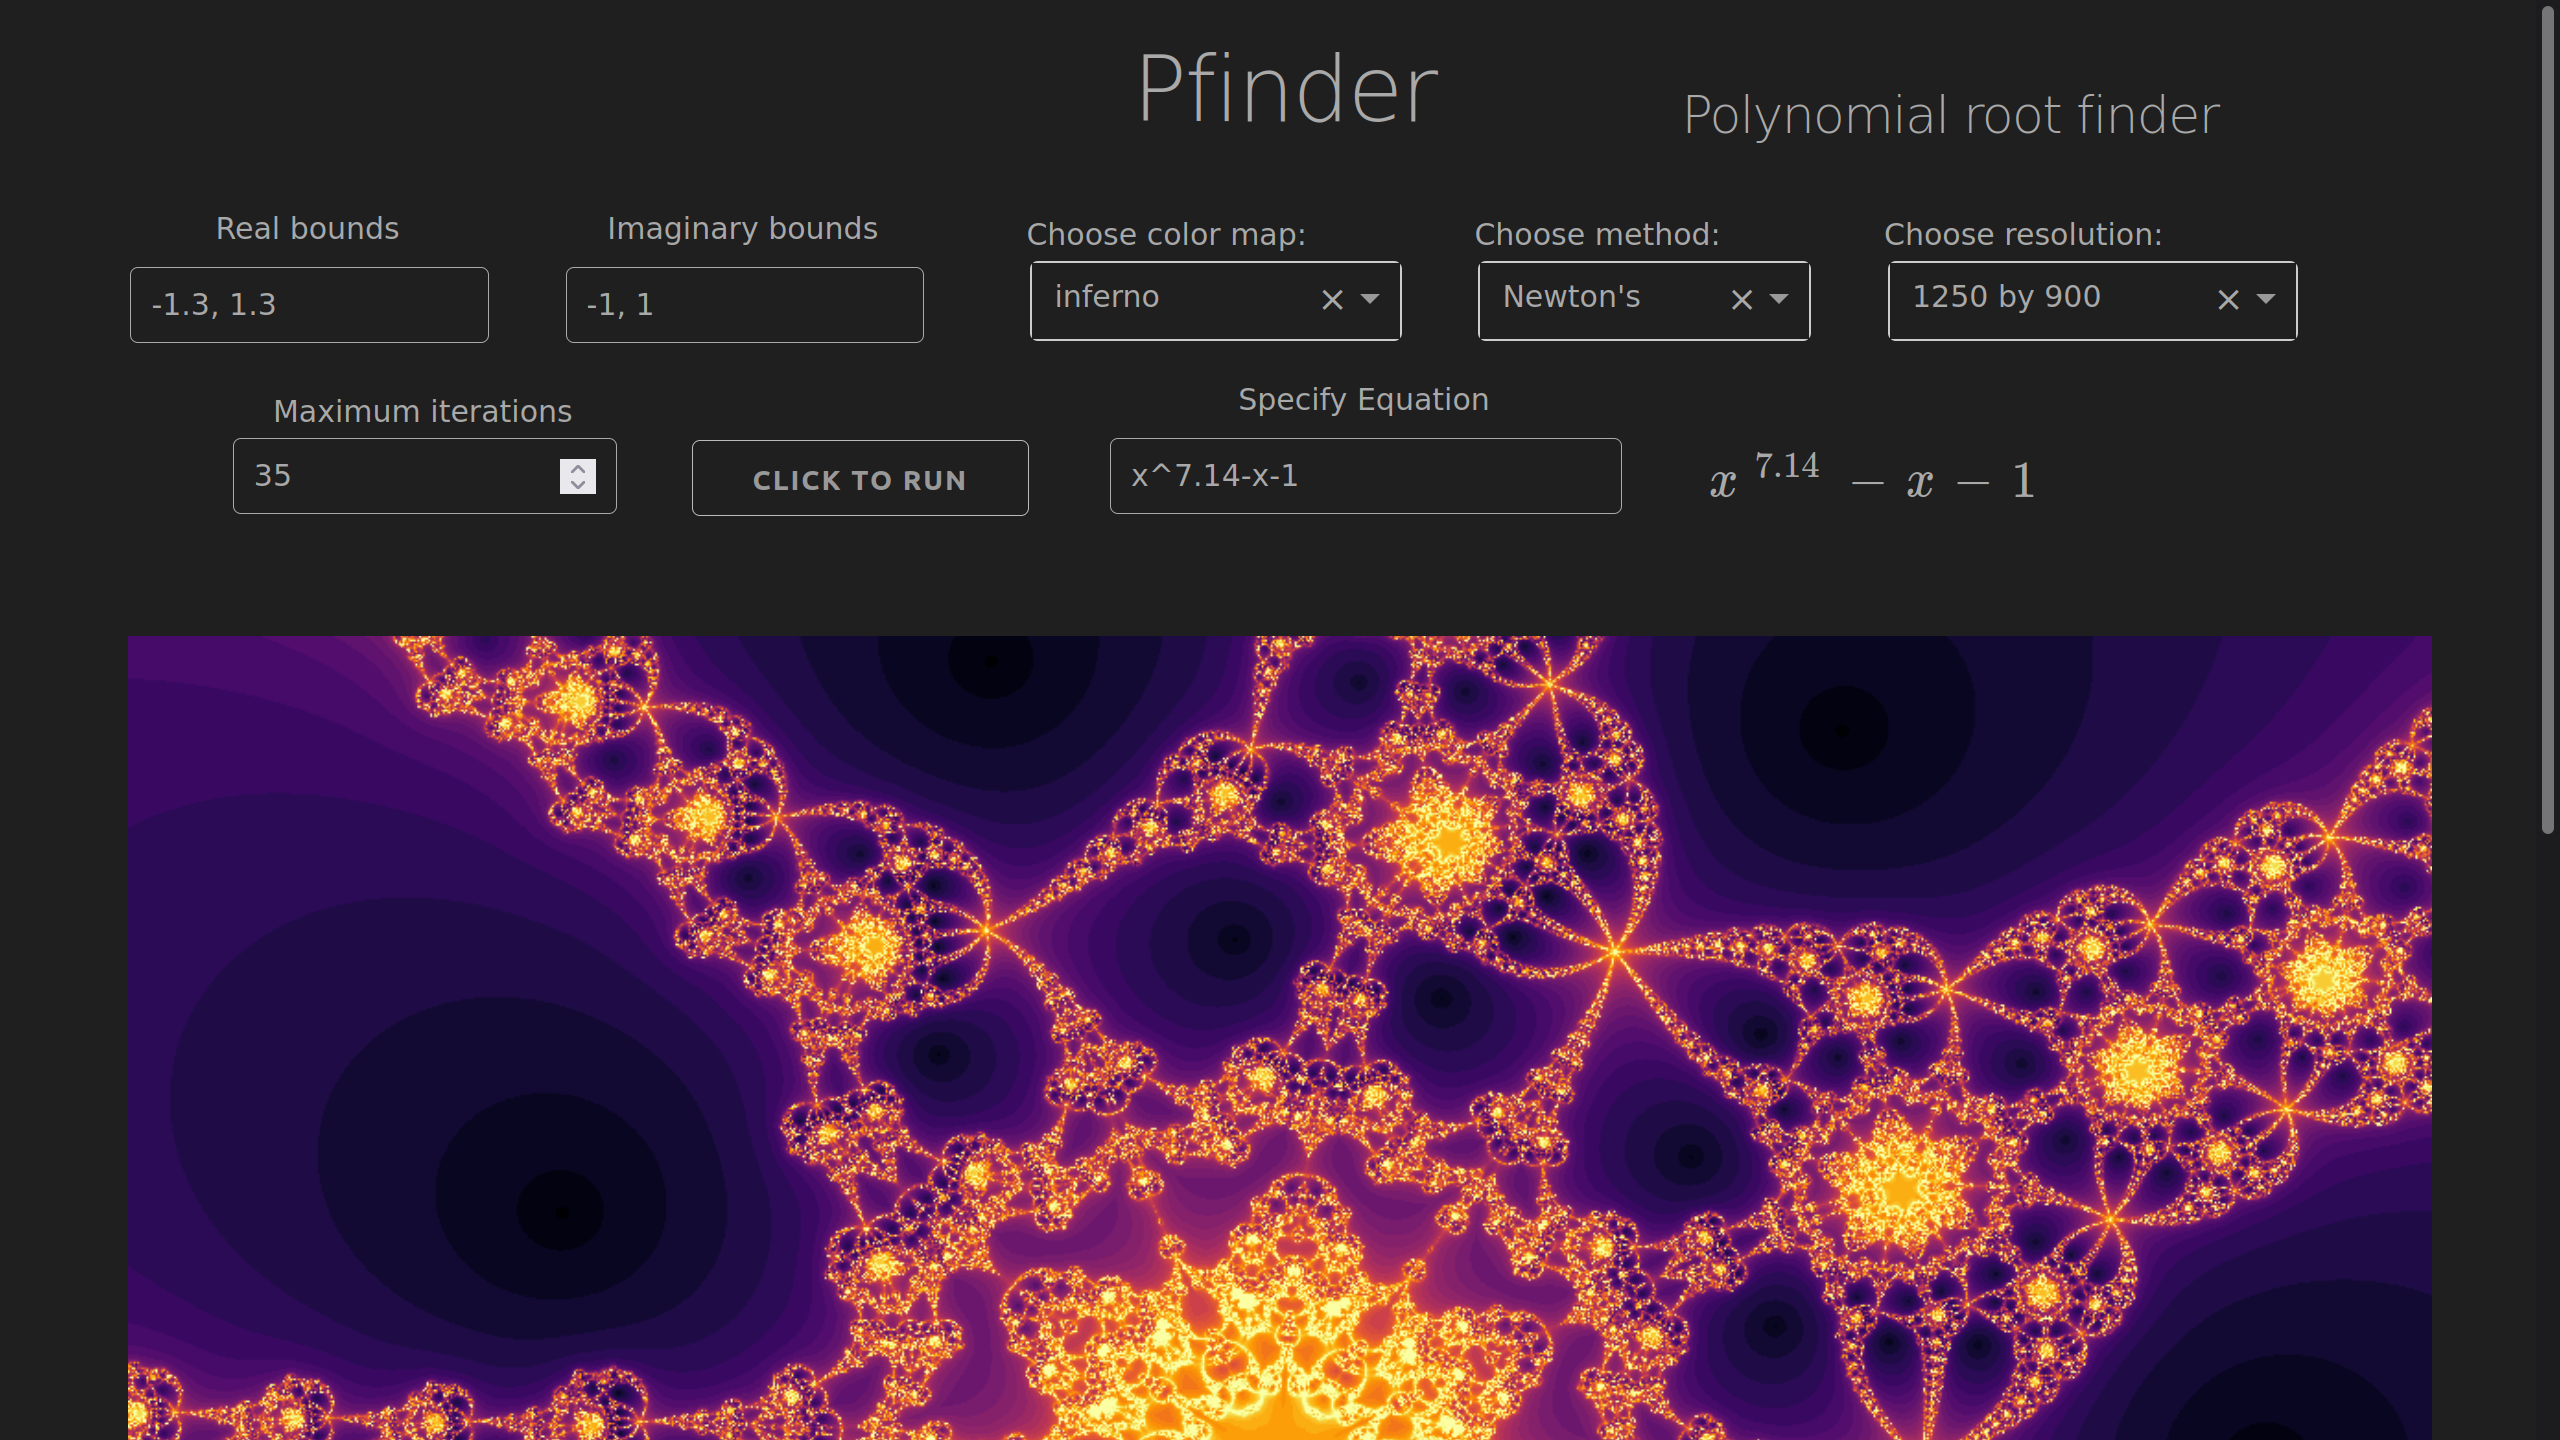 Pfinder
Polynomial root finder
Real bounds
Imaginary bounds
Choose color map:
Choose method:
Choose resolution:
-1.3, 1.3
-1, 1
inferno
Newton's
1250 by 900
Maximum iterations
Specify Equation
35
CLICK TO RUN
x^7.14-x-1
x^7.14 − x − 1